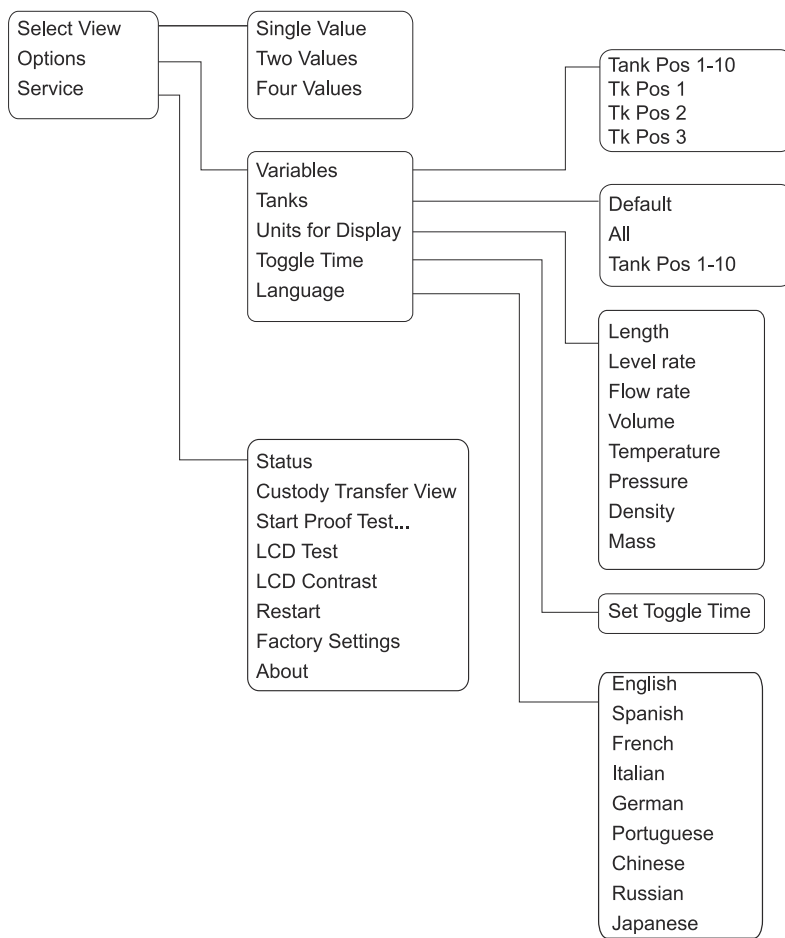 Select View
Options
Service
Single Value
Two Values
Four Values
Variables
Tanks
Units for Display
Toggle Time
Language
Status
Custody Transfer View
Start Proof Test...
LCD Test
LCD Contrast
Restart
Factory Settings
About
Tank Pos 1-10
Tk Pos 1
Tk Pos 2
Tk Pos 3
Default
All
Tank Pos 1-10
Length
Level rate
Flow rate
Volume
Temperature
Pressure
Density
Mass
Set Toggle Time
English
Spanish
French
Italian
German
Portuguese
Chinese
Russian
Japanese